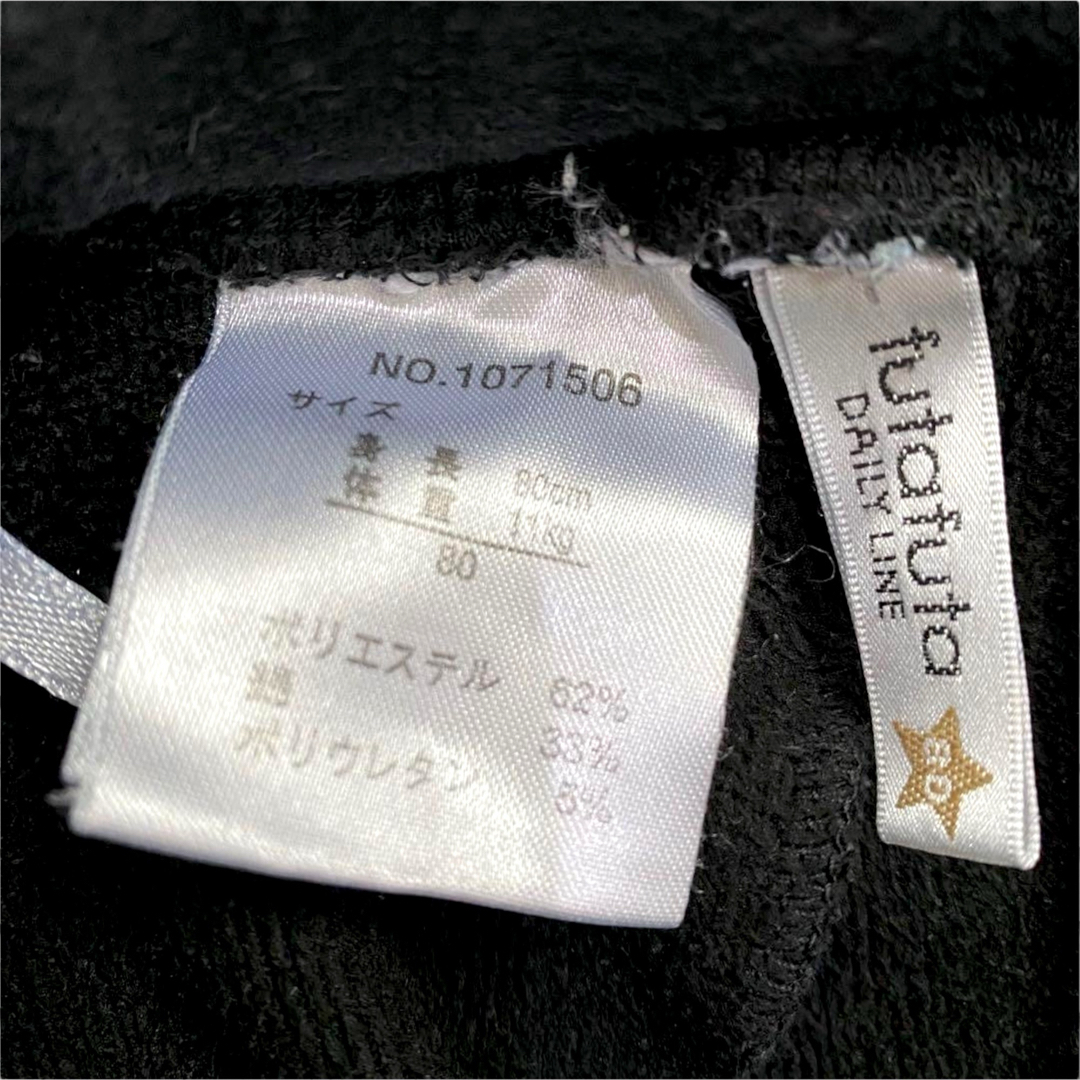 NO.1071506
サイズ
身長 80cm
体重 11kg
80
ポリエステル 62%
綿 33%
ポリウレタン 5%
futafuta
DAILY LINE
80